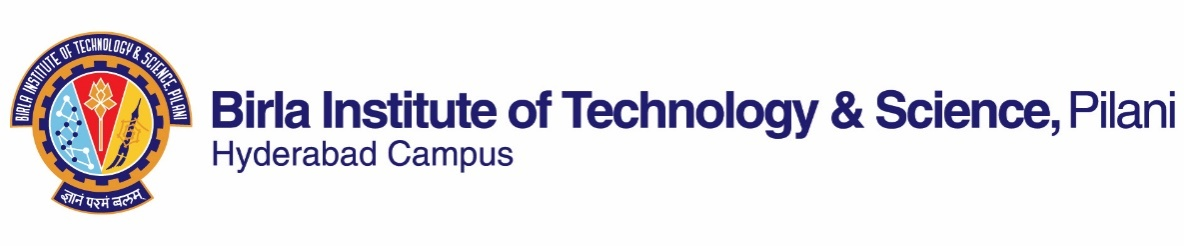 BIRLA INSTITUTE OF TECHNOLOGY & SCIENCE, PILANI
ज्ञानं परमं बलम्
Birla Institute of Technology & Science, Pilani
Hyderabad Campus